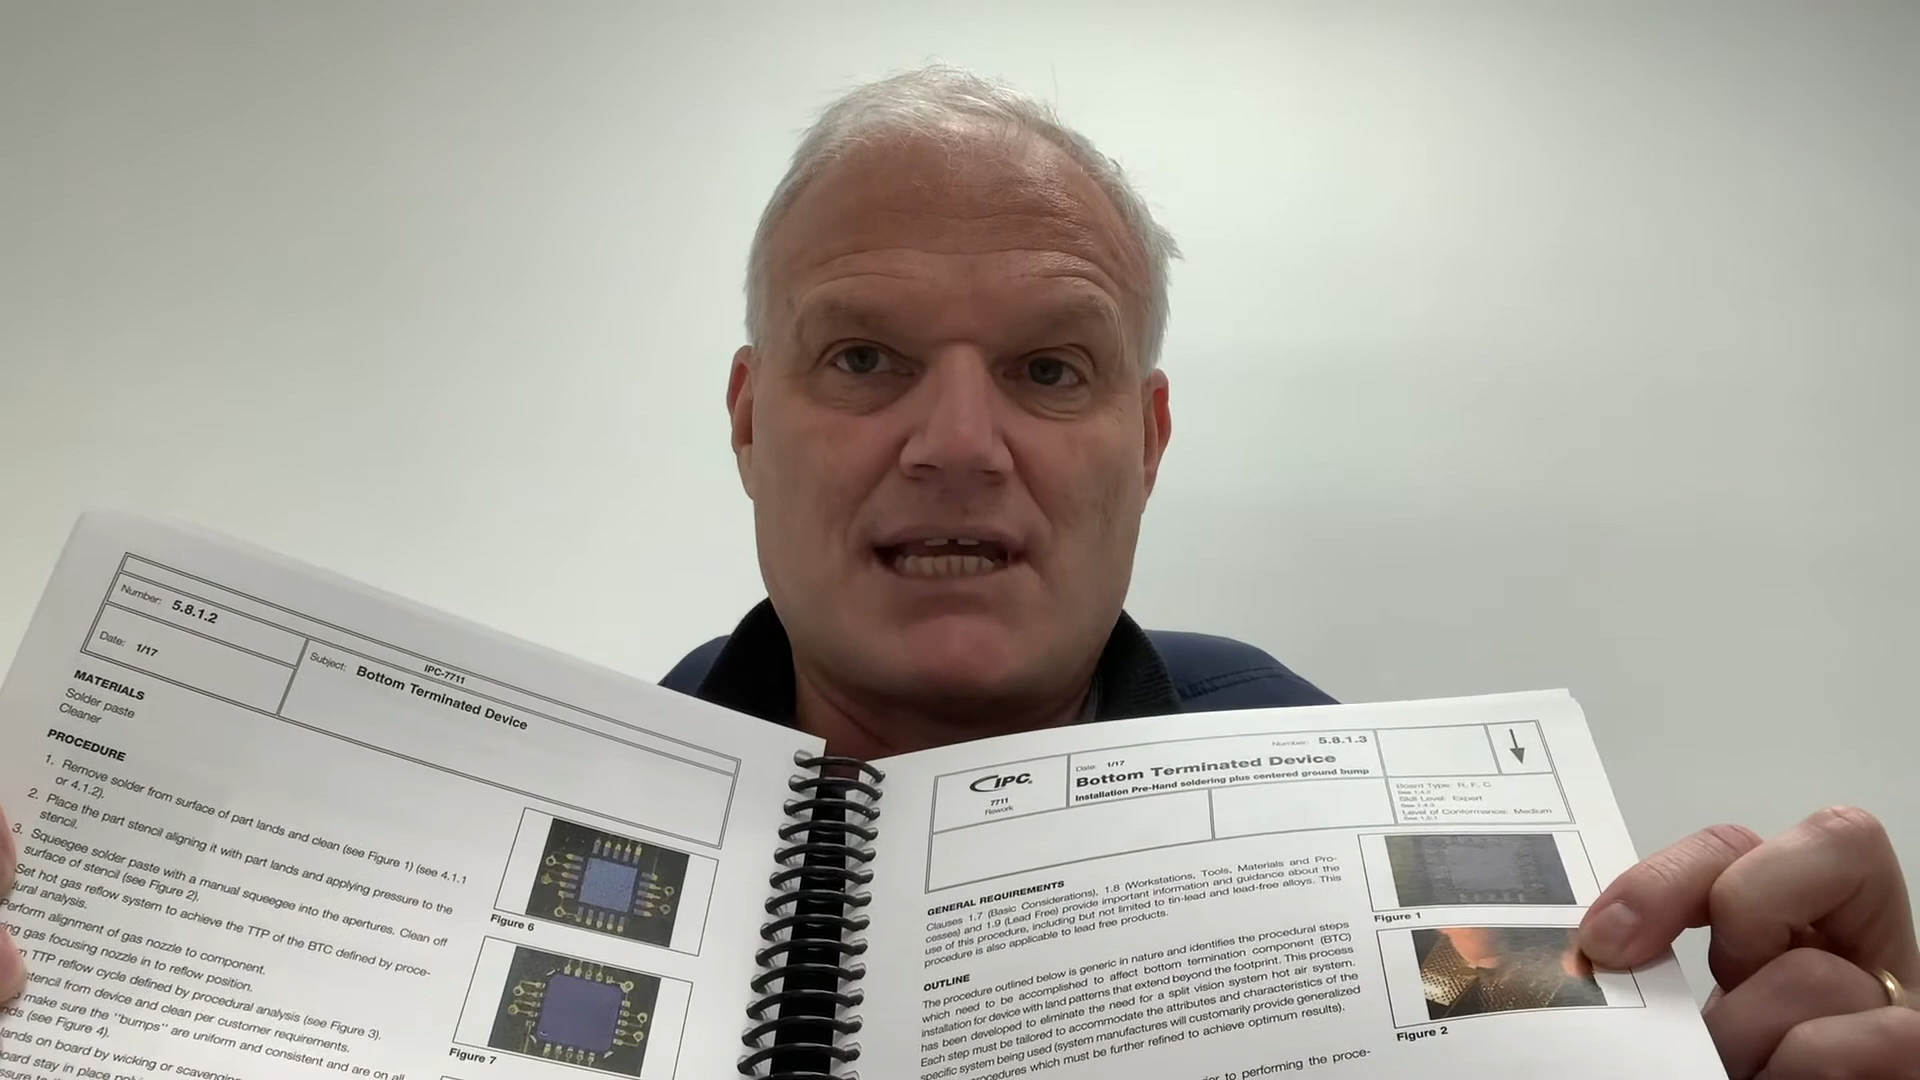 Number: 5.8.1.2
Date: 1/17
IPC-7711
Subject: Bottom Terminated Device
MATERIALS
Solder paste
Cleaner
PROCEDURE
1. Remove solder from surface of part lands and clean (see Figure 1) (see 4.1.1
or 4.1.2).
2. Place the part stencil aligning it with part lands and applying pressure to the
stencil.
3. Squeegee solder paste with a manual squeegee into the apertures. Clean off
surface of stencil (see Figure 2).
Set hot gas reflow system to achieve the TTP of the BTC defined by proce-
dural analysis.
Perform alignment of gas nozzle to component.
gas focusing nozzle in to reflow position.
TTP reflow cycle defined by procedural analysis (see Figure 3).
stencil from device and clean per customer requirements.
make sure the "bumps" are uniform and consistent and are on all
(see Figure 4).
lands on board by wicking or scavenging
stay in place
Figure 6
Figure 7
IPC®
7711
Rework
Date: 1/17
Number: 5.8.1.3
Bottom Terminated Device
Installation Pre-Hand soldering plus centered ground bump
Board Type: R, F, C
See 1.4.2
Skill Level: Expert
See 1.4.3
Level of Conformance: Medium
See 1.5.1
GENERAL REQUIREMENTS
Clauses 1.7 (Basic Considerations), 1.8 (Workstations, Tools, Materials and Pro-
cesses) and 1.9 (Lead Free) provide important information and guidance about the
use of this procedure, including but not limited to tin-lead and lead-free alloys. This
procedure is also applicable to lead free products.
OUTLINE
The procedure outlined below is generic in nature and identifies the procedural steps
which need to be accomplished to affect bottom termination component (BTC)
installation for device with land patterns that extend beyond the footprint. This process
has been developed to eliminate the need for a split vision system hot air system.
Each step must be tailored to accommodate the attributes and characteristics of the
specific system being used (system manufactures will customarily provide generalized
procedures which must be further refined to achieve optimum results).
to performing the proce-
Figure 1
Figure 2